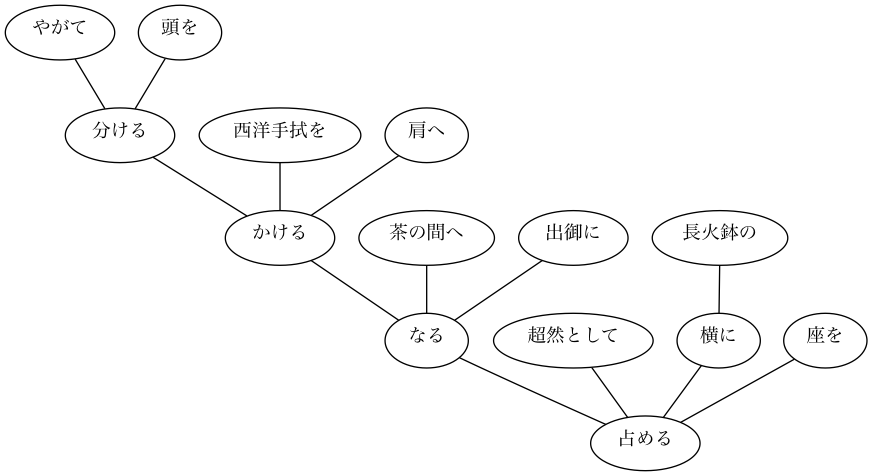 やがて
頭を
分ける
西洋手拭を
肩へ
かける
茶の間へ
出御に
長火鉢の
なる
超然として
横に
座を
占める